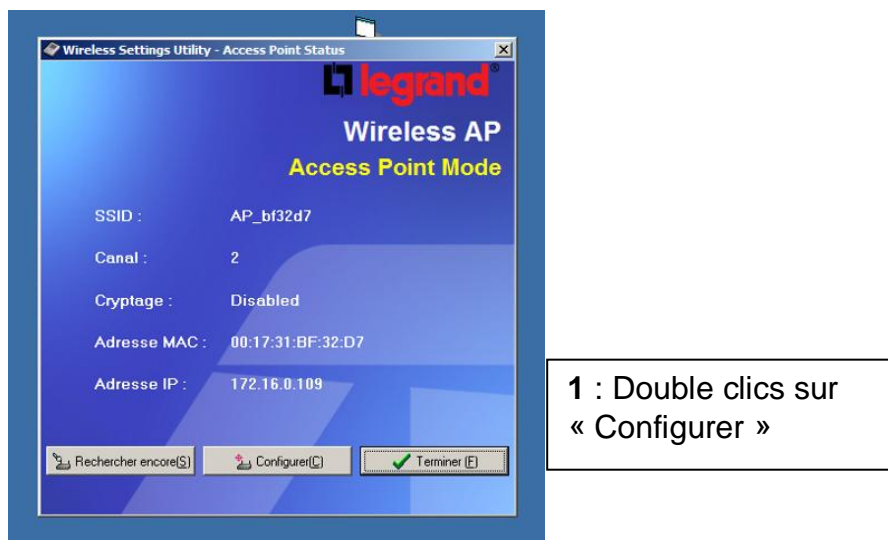 Wireless Settings Utility - Access Point Status
legrand®
Wireless AP
Access Point Mode
SSID : AP_bf32d7
Canal : 2
Cryptage : Disabled
Adresse MAC : 00:17:31:BF:32:D7
Adresse IP : 172.16.0.109
1 : Double clics sur
« Configurer »
Rechercher encore(S) Configurer(C) Terminer (F)